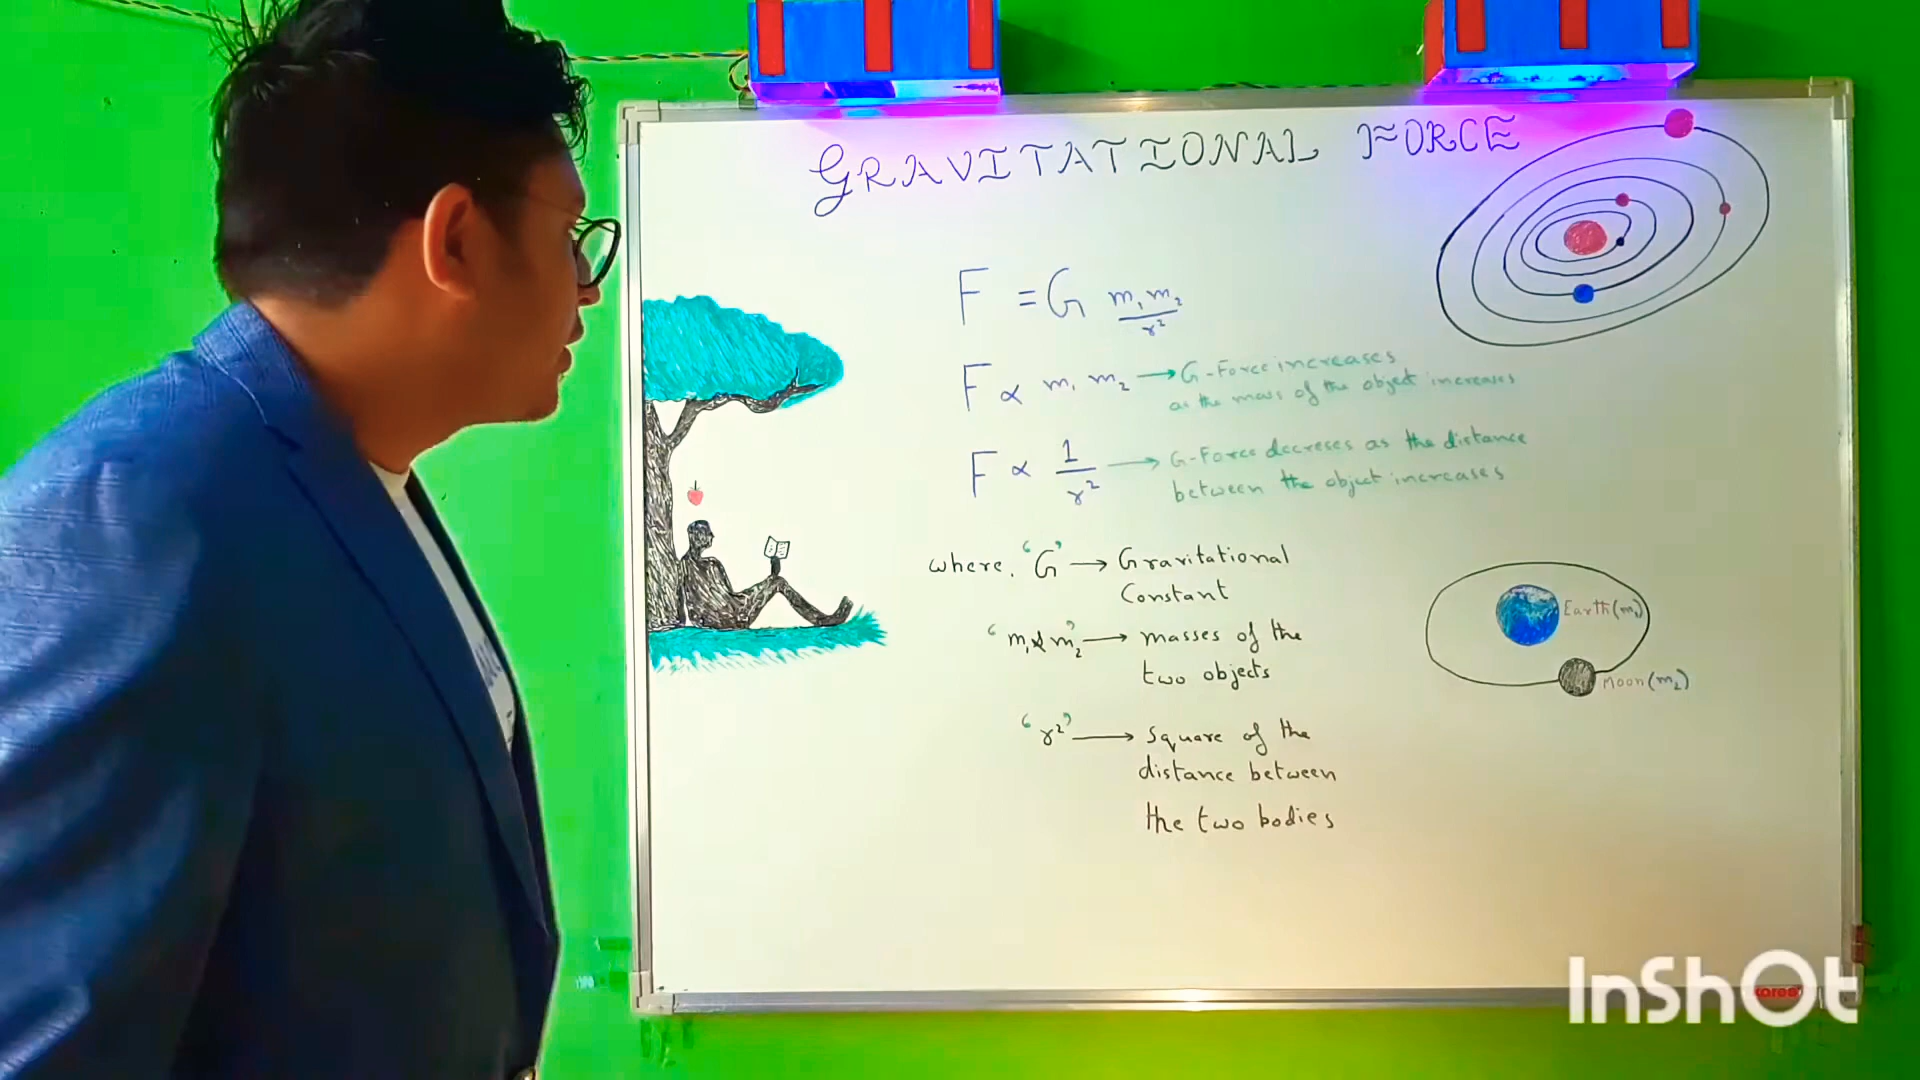 GRAVITATIONAL FORCE
F = G m₁ m₂ / r²
F ∝ m₁ m₂ → G-Force increases
as the mass of the object increases
F ∝ 1 / r² → G-Force decreses as the distance
between the object increases
where, 'G' → Gravitational
Constant
'm₁ & m₂' → masses of the
two objects
'r²' → Square of the
distance between
the two bodies
Earth(m₁)
Moon(m₂)
InShOt